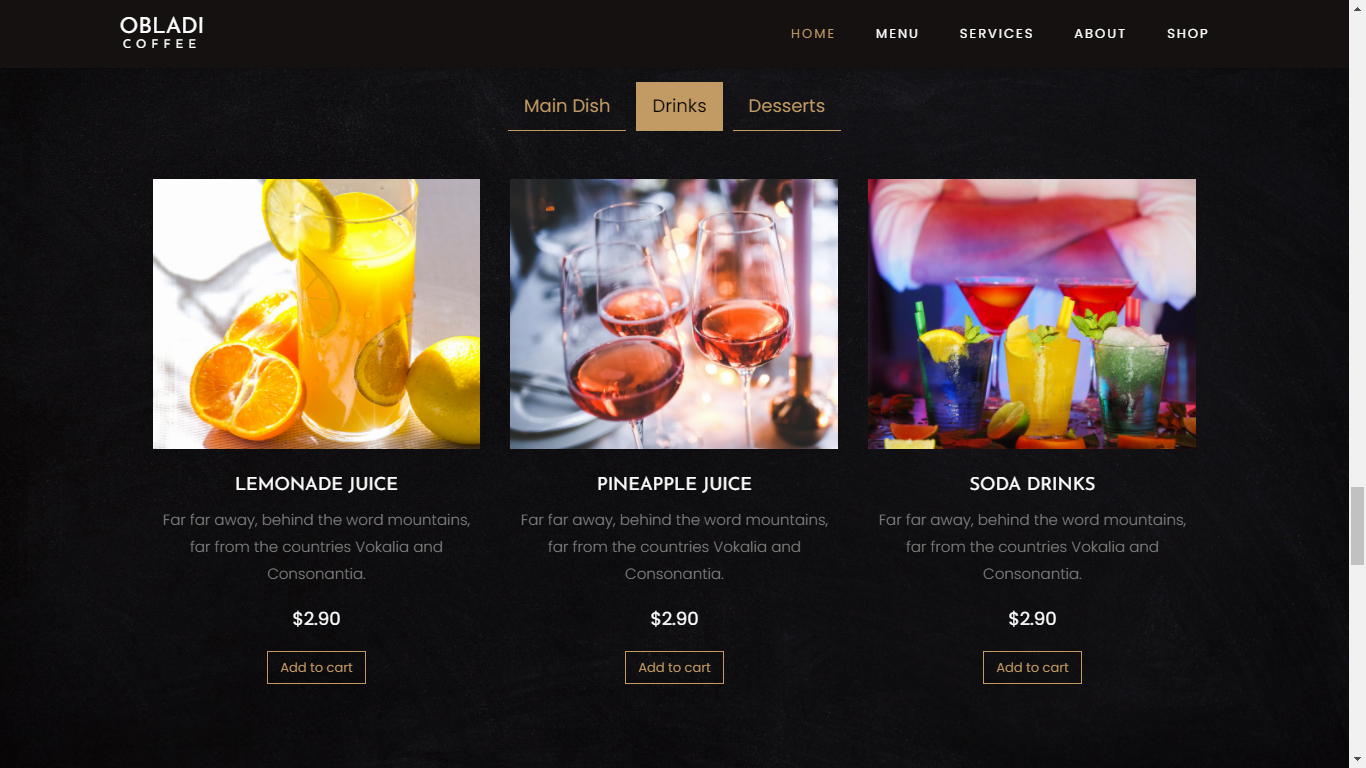 OBLADI
COFFEE
HOME
MENU
SERVICES
ABOUT
SHOP
Main Dish
Drinks
Desserts
LEMONADE JUICE
Far far away, behind the word mountains,
far from the countries Vokalia and
Consonantia.
$2.90
Add to cart
PINEAPPLE JUICE
Far far away, behind the word mountains,
far from the countries Vokalia and
Consonantia.
$2.90
Add to cart
SODA DRINKS
Far far away, behind the word mountains,
far from the countries Vokalia and
Consonantia.
$2.90
Add to cart